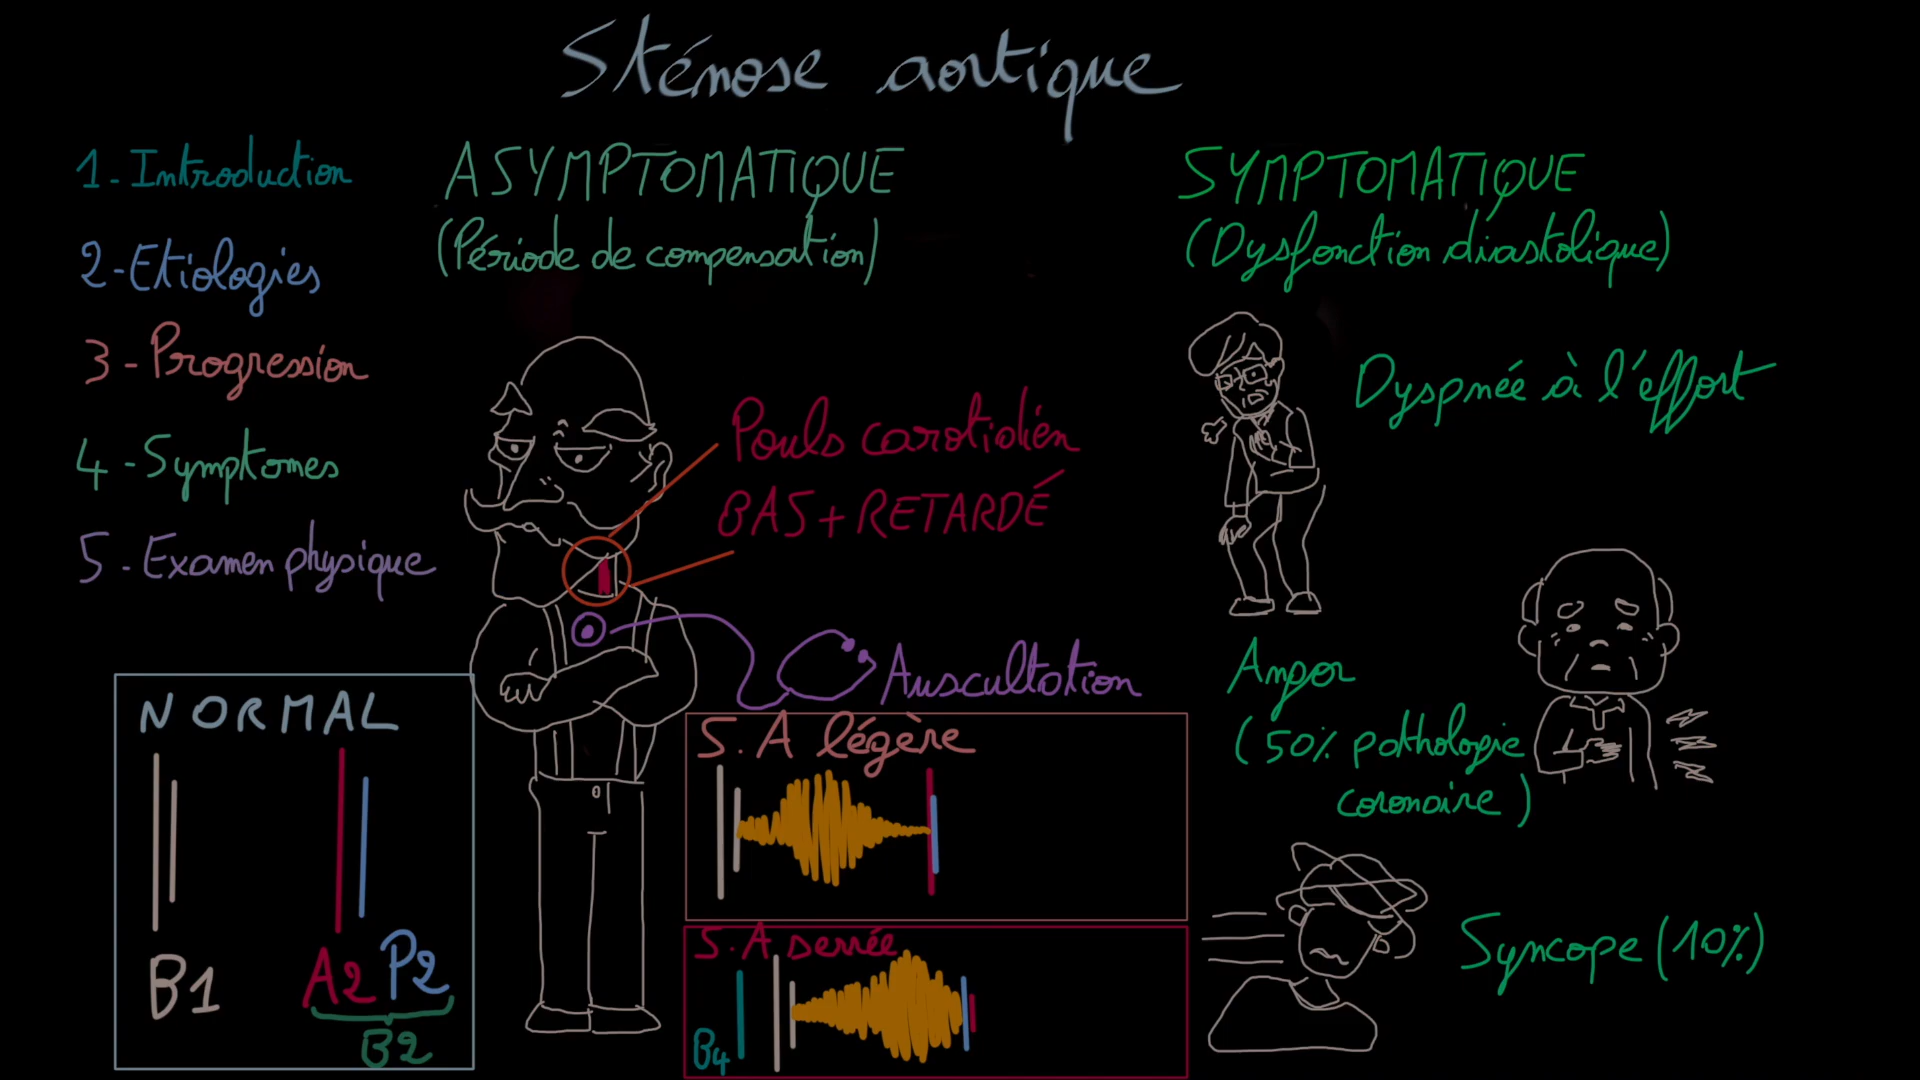 Sténose aortique
1 - Introduction
2 - Etiologies
3 - Progression
4 - Symptomes
5 - Examen physique
ASYMPTOMATIQUE
(Période de compensation)
Pouls carotidien
BAS + RETARDÉ
Auscultation
NORMAL
B1
A2 P2
B2
S.A légère
S.A serrée
B4
SYMPTOMATIQUE
(Dysfonction diastolique)
Dyspnée à l'effort
Angor
(50% pathologie
coronaire)
Syncope (10%)